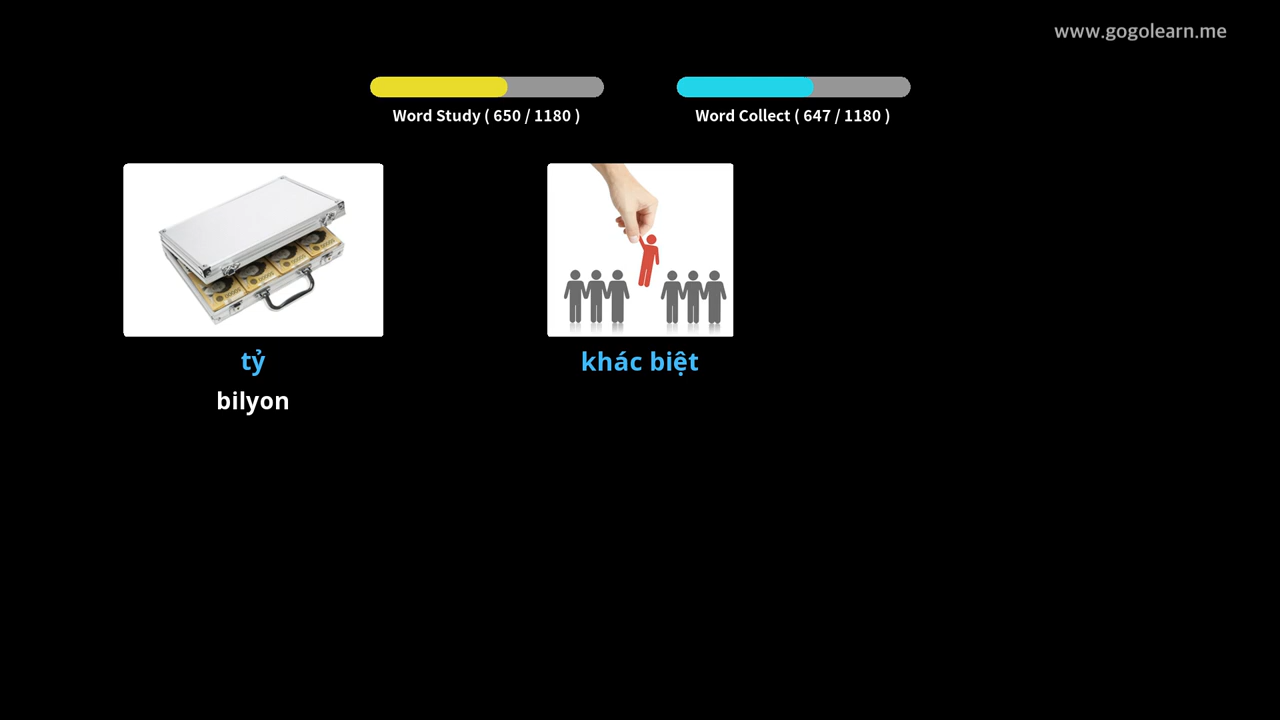 www.gogolearn.me
Word Study ( 650 / 1180 )
Word Collect ( 647 / 1180 )
tỷ
khác biệt
bilyon